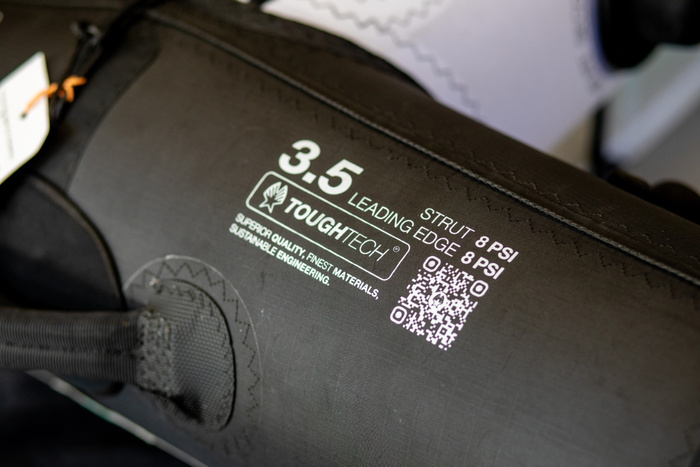 3.5
STRUT 8 PSI
LEADING EDGE 8 PSI
TOUGHTECH®
SUPERIOR QUALITY, FINEST MATERIALS,
SUSTAINABLE ENGINEERING.